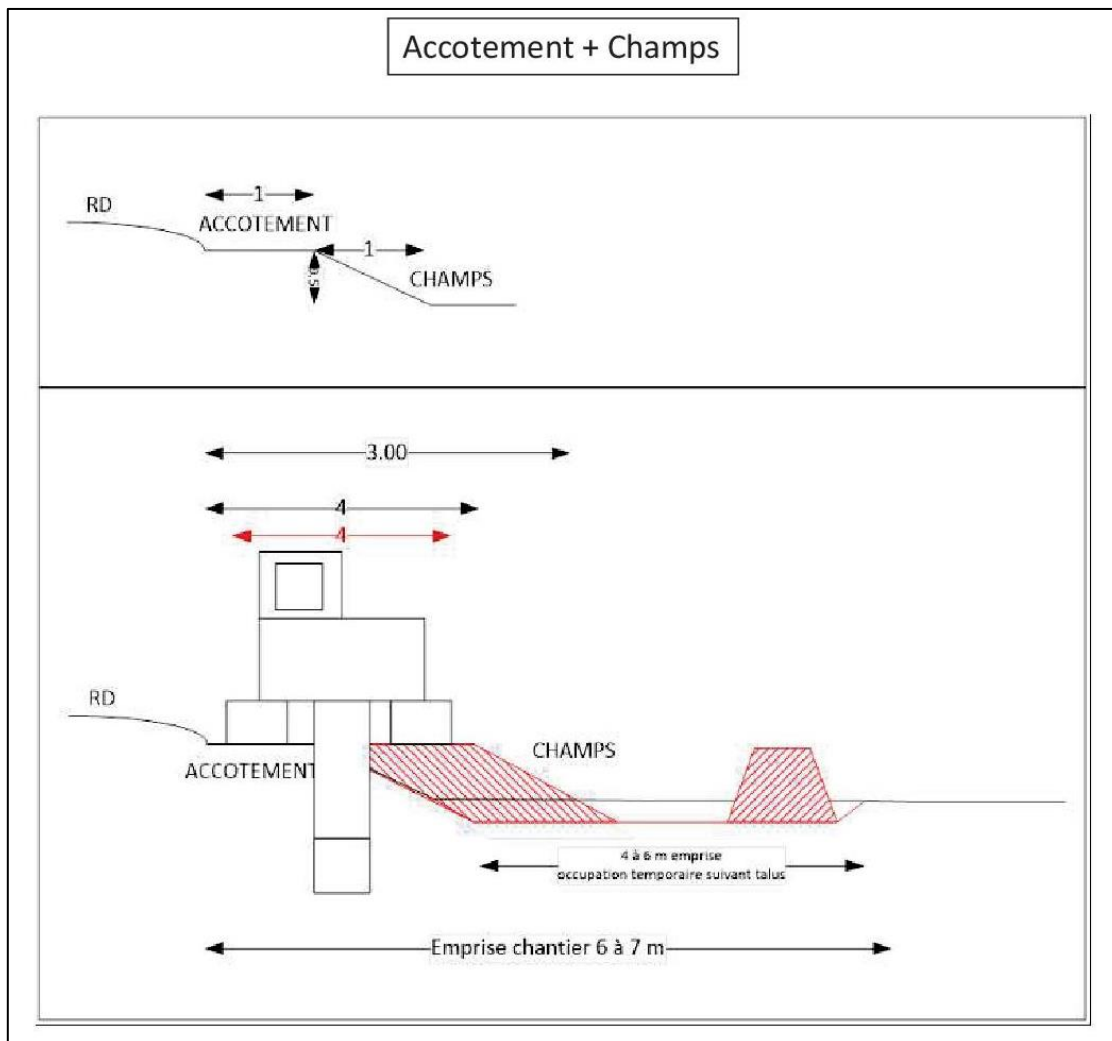 Accotement + Champs
1
RD
ACCOTEMENT
1
0.5
CHAMPS
3.00
4
4
RD
CHAMPS
ACCOTEMENT
4 à 6 m emprise
occupation temporaire suivant talus
Emprise chantier 6 à 7 m